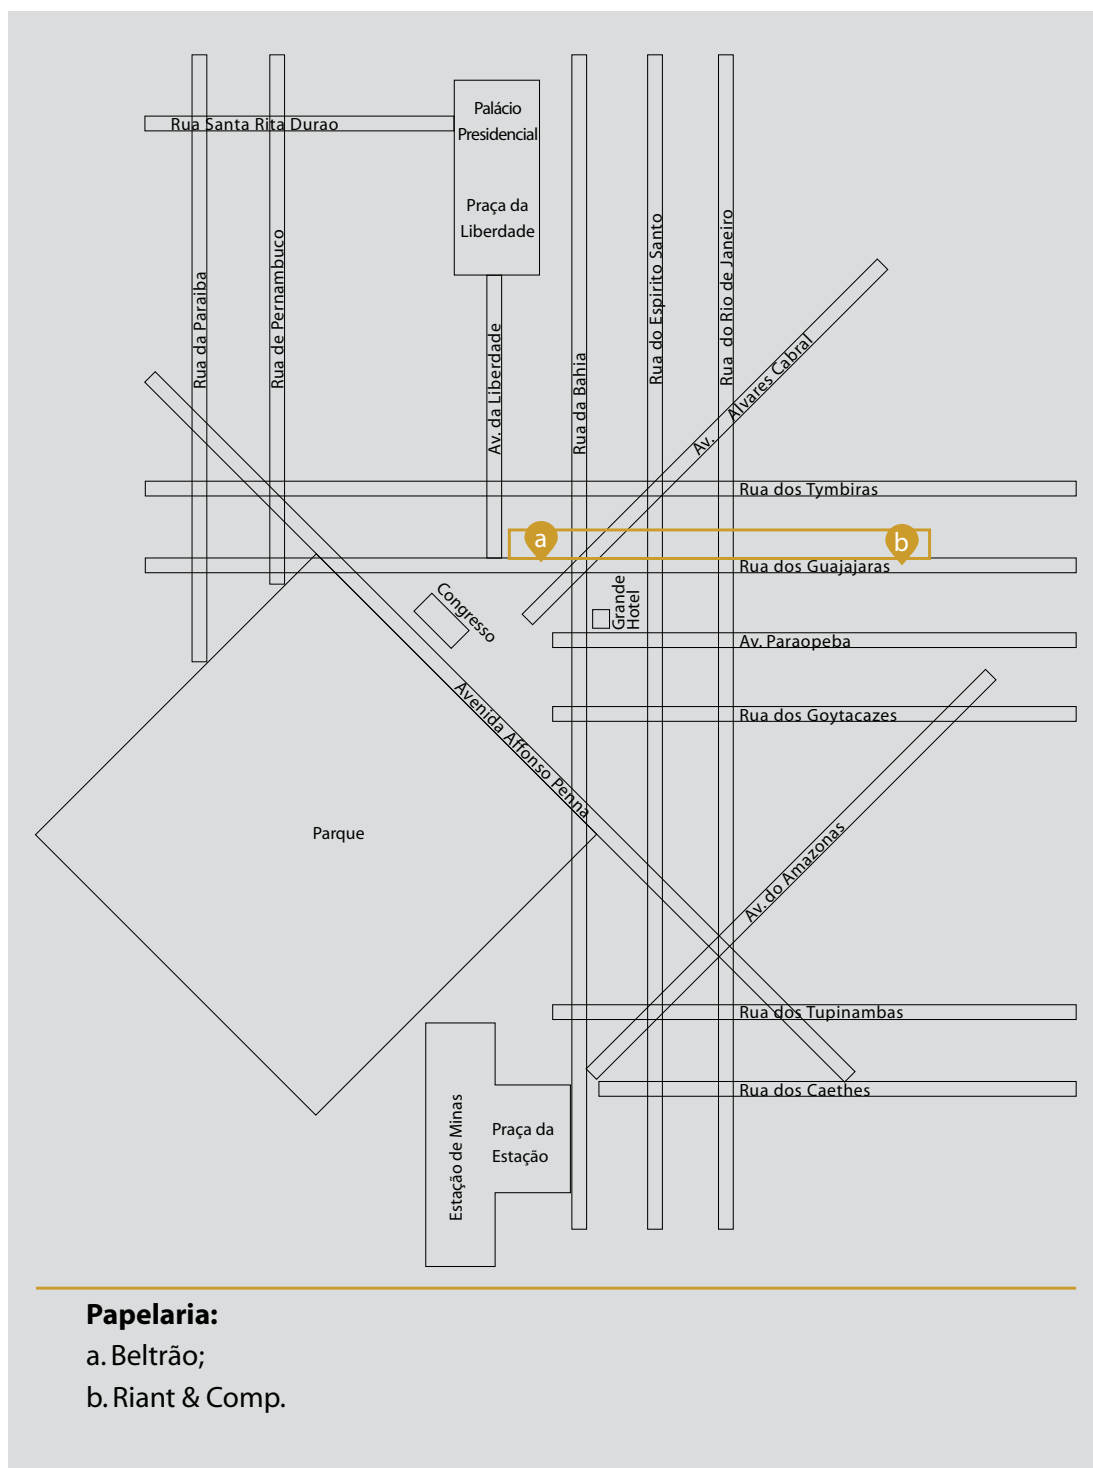 Palácio
Presidencial
Rua Santa Rita Durao
Praça da
Liberdade
Rua da Paraiba
Rua de Pernambuco
Av. da Liberdade
Rua da Bahia
Rua do Espirito Santo
Rua do Rio de Janeiro
Av. Alvares Cabral
Rua dos Tymbiras
a
b
Rua dos Guajajaras
Congresso
Grande
Hotel
Av. Paraopeba
Avenida Affonso Penna
Rua dos Goytacazes
Parque
Av. do Amazonas
Rua dos Tupinambas
Rua dos Caethes
Estação de Minas
Praça da
Estação
Papelaria:
a. Beltrão;
b. Riant & Comp.